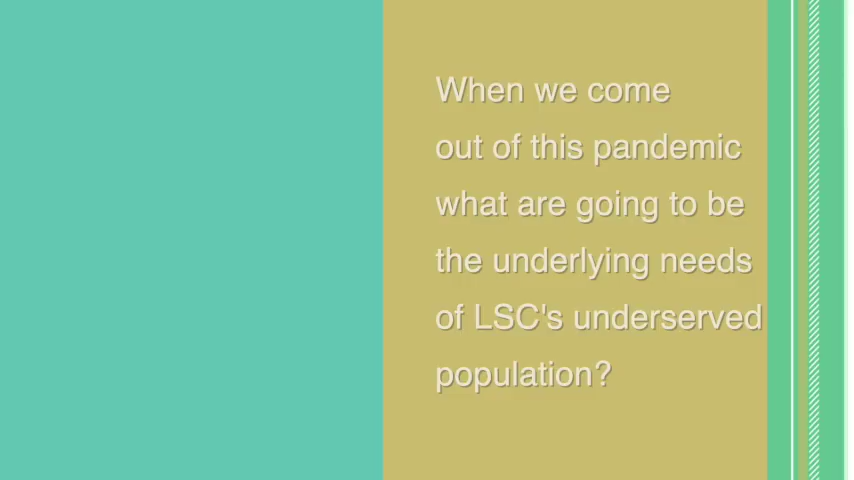 When we come
out of this pandemic
what are going to be
the underlying needs
of LSC's underserved
population?